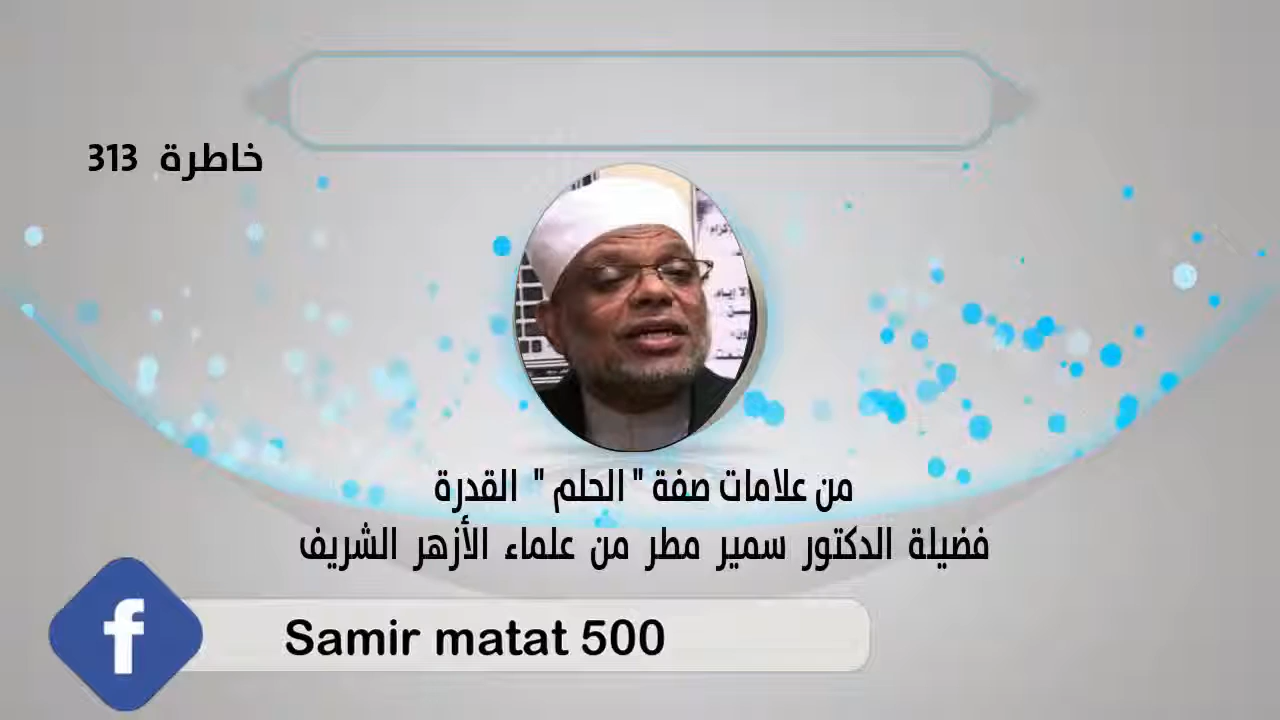 خاطرة 313
من علامات صفة " الحلم " القدرة
فضيلة الدكتور سمير مطر من علماء الأزهر الشريف
f
Samir matat 500